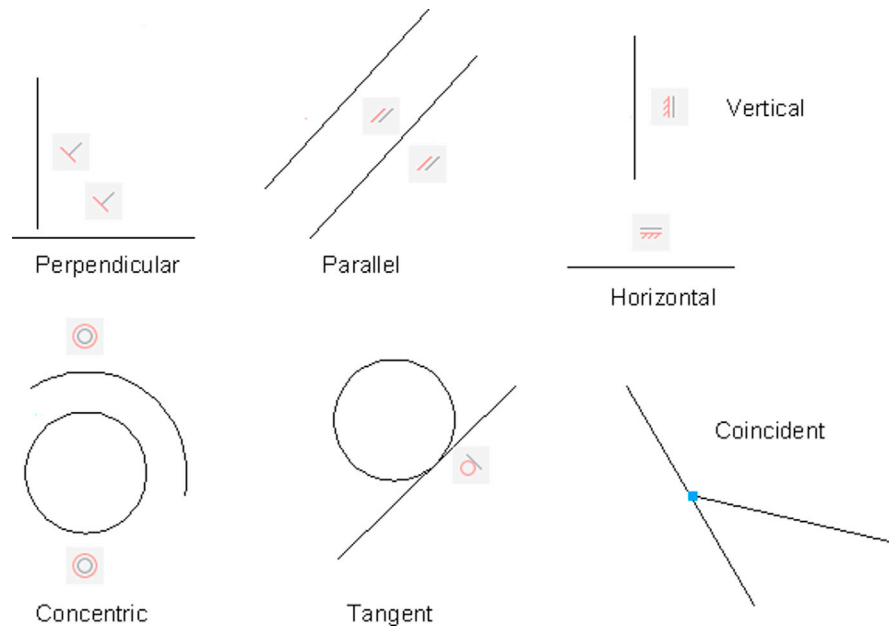 Vertical
Perpendicular
Parallel
Horizontal
Coincident
Concentric
Tangent